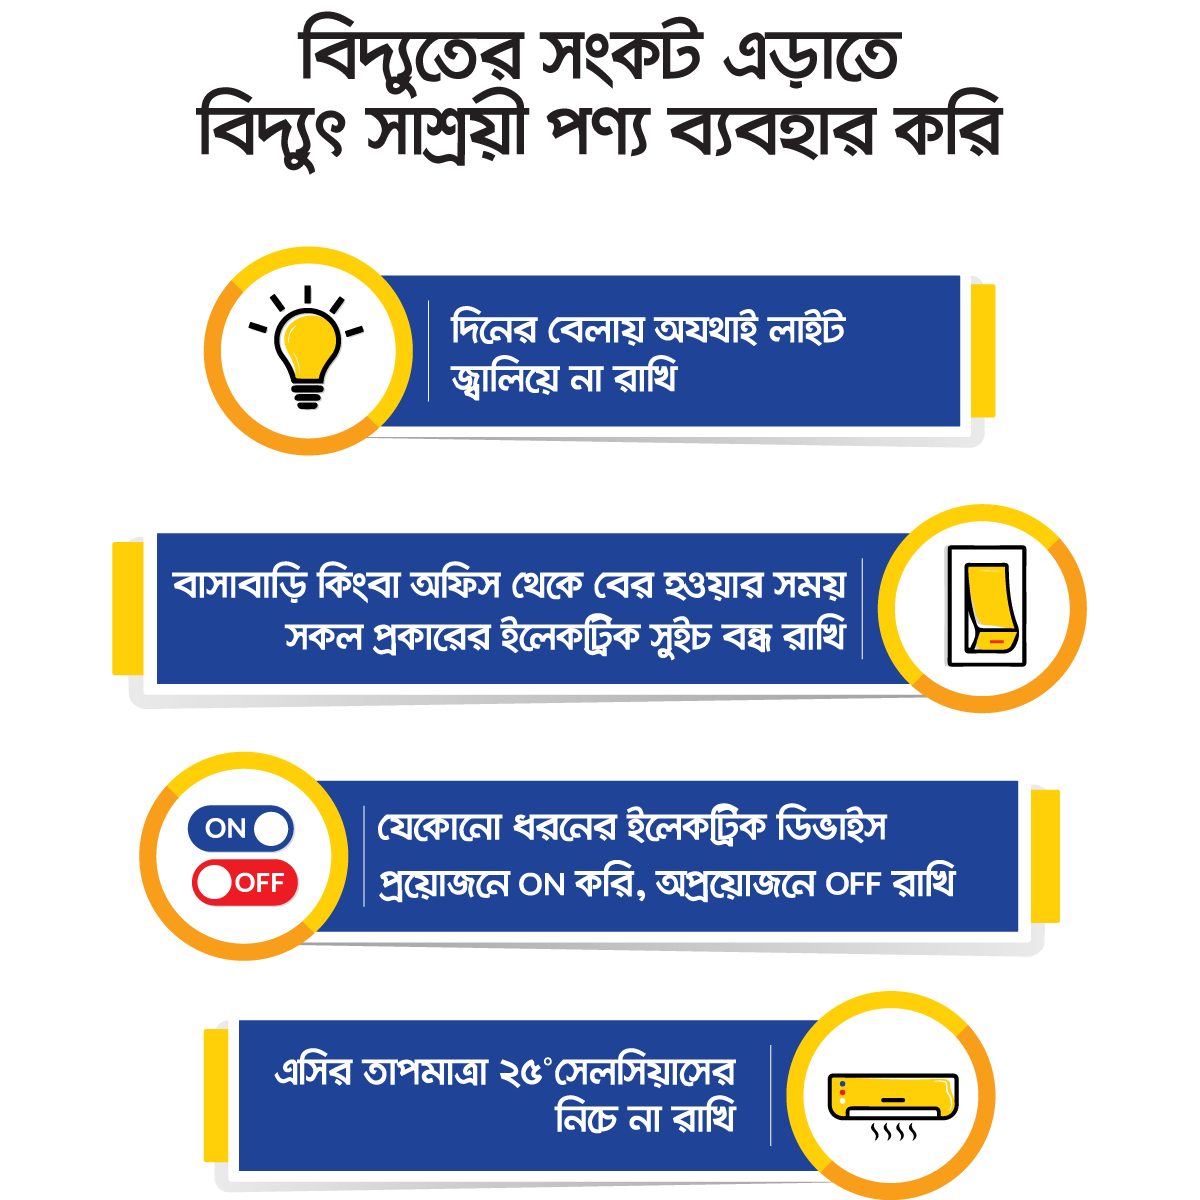 বিদ্যুতের সংকট এড়াতে
বিদ্যুৎ সাশ্রয়ী পণ্য ব্যবহার করি
দিনের বেলায় অযথাই লাইট
জ্বালিয়ে না রাখি
বাসাবাড়ি কিংবা অফিস থেকে বের হওয়ার সময়
সকল প্রকারের ইলেকট্রিক সুইচ বন্ধ রাখি
ON
OFF
যেকোনো ধরনের ইলেকট্রিক ডিভাইস
প্রয়োজনে ON করি, অপ্রয়োজনে OFF রাখি
এসির তাপমাত্রা ২৫°সেলসিয়াসের
নিচে না রাখি